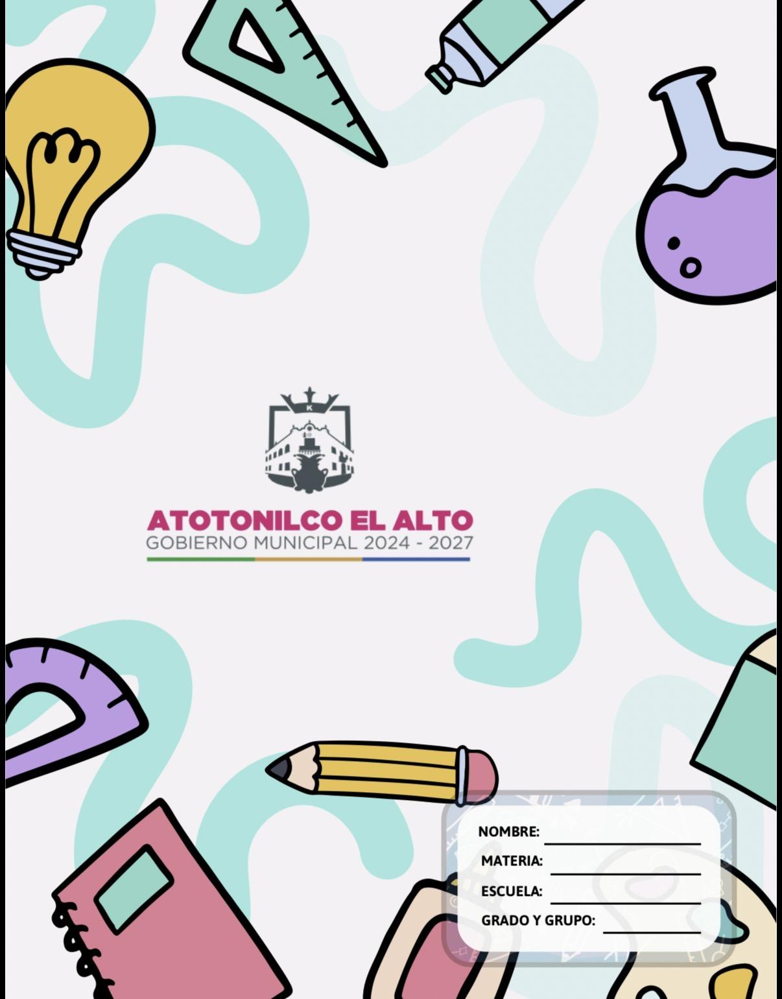 K
ATOTONILCO EL ALTO
GOBIERNO MUNICIPAL 2024 - 2027
NOMBRE:
MATERIA:
ESCUELA:
GRADO Y GRUPO: